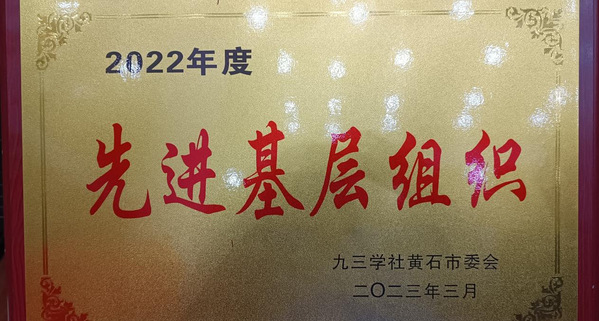 2022年度
先进基层组织
九三学社黄石市委会
二〇二三年三月